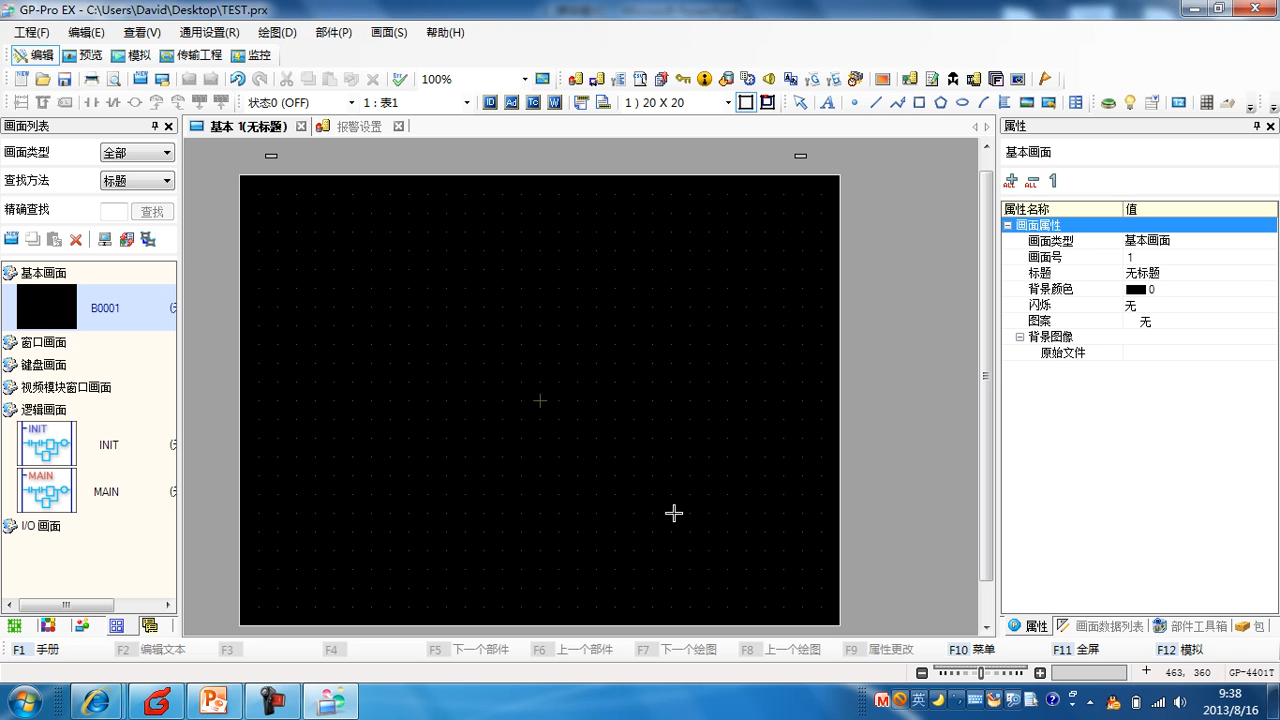 GP-Pro EX - C:\Users\David\Desktop\TEST.prx
工程(F) 编辑(E) 查看(V) 通用设置(R) 绘图(D) 部件(P) 画面(S) 帮助(H)
编辑 预览 模拟 传输工程 监控
100%
状态0 (OFF) 1 : 表1 ID Ad Tc W 1 : 20 X 20
画面列表
基本 1(无标题) 报警设置
属性
画面类型 全部
基本画面
查找方法 标题
精确查找 查找
属性名称 值
画面属性
画面类型 基本画面
画面号 1
标题 无标题
背景颜色 0
闪烁 无
图案 无
背景图像
原始文件
基本画面
B0001
窗口画面
键盘画面
视频模块窗口画面
逻辑画面
INIT INIT
MAIN MAIN
I/O 画面
属性 画面数据列表 部件工具箱 包
F1 手册 F2 编辑文本 F3 F4 F5 下一个部件 F6 上一个部件 F7 下一个绘图 F8 上一个绘图 F9 属性更改 F10 菜单 F11 全屏 F12 模拟
463, 360 GP-4401T
英
9:38
2013/8/16